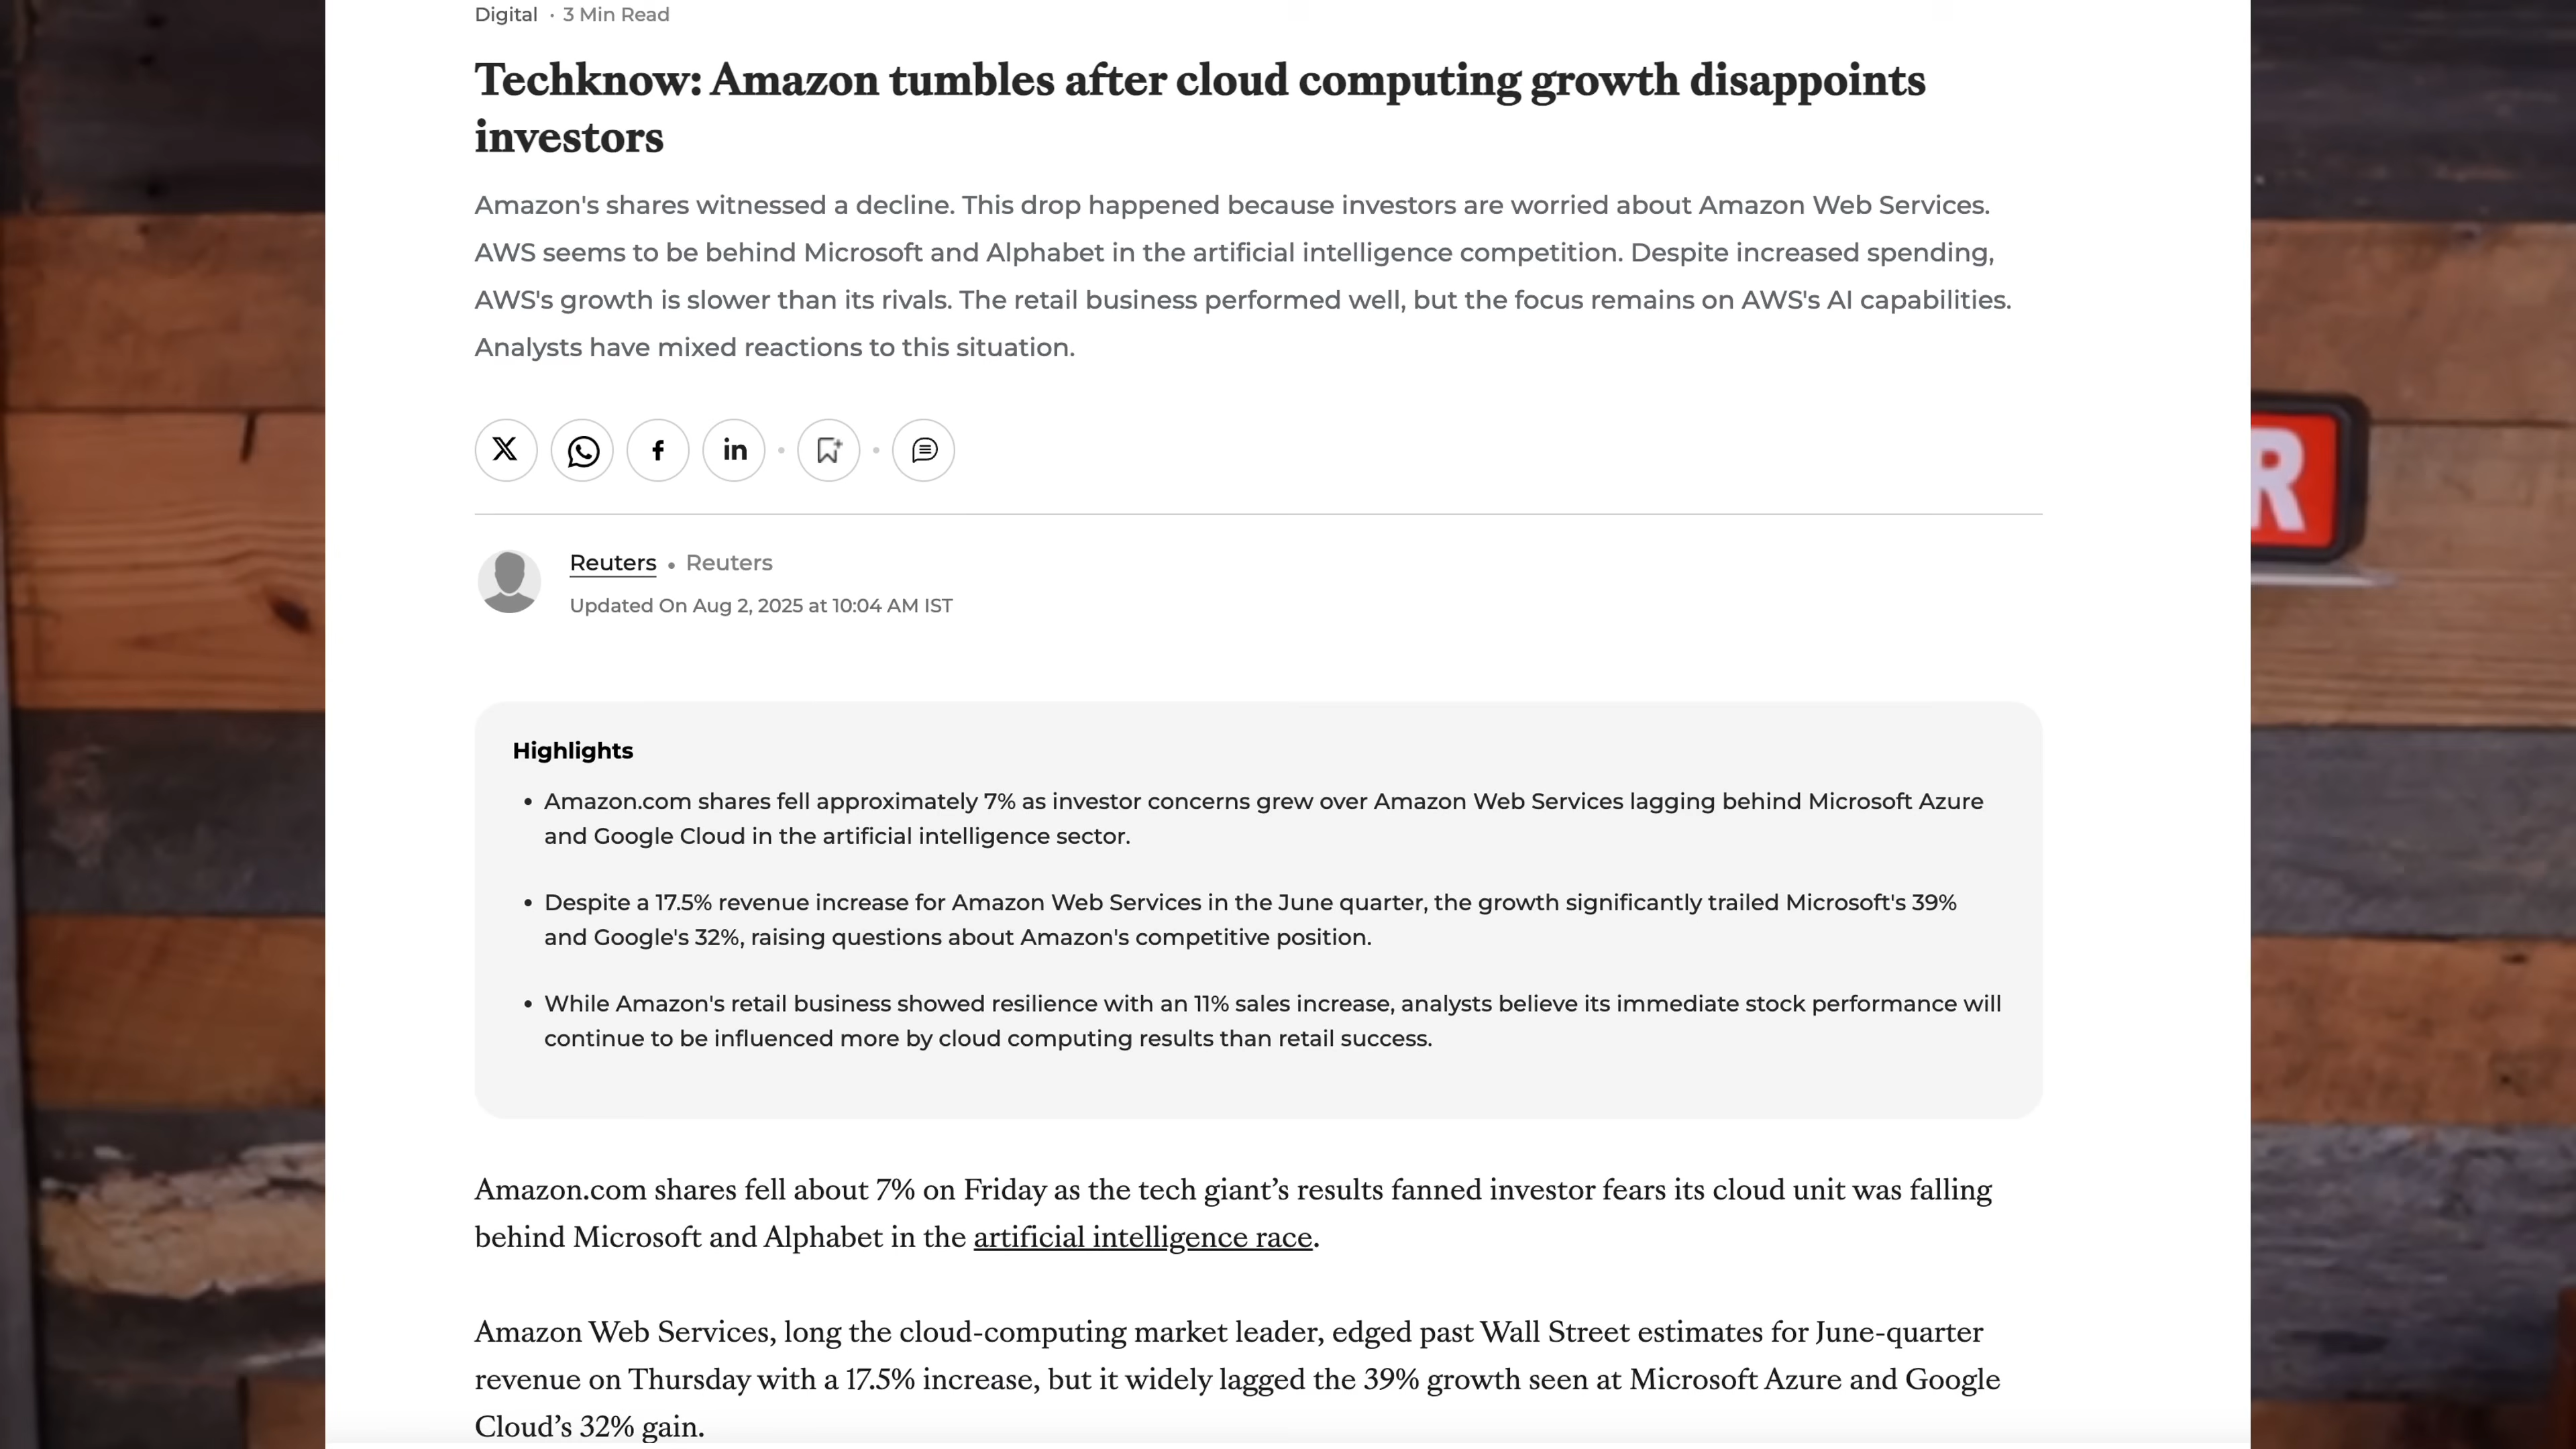 Digital · 3 Min Read
Techknow: Amazon tumbles after cloud computing growth disappoints
investors
Amazon's shares witnessed a decline. This drop happened because investors are worried about Amazon Web Services.
AWS seems to be behind Microsoft and Alphabet in the artificial intelligence competition. Despite increased spending,
AWS's growth is slower than its rivals. The retail business performed well, but the focus remains on AWS's AI capabilities.
Analysts have mixed reactions to this situation.
Reuters • Reuters
Updated On Aug 2, 2025 at 10:04 AM IST
Highlights
• Amazon.com shares fell approximately 7% as investor concerns grew over Amazon Web Services lagging behind Microsoft Azure
and Google Cloud in the artificial intelligence sector.
• Despite a 17.5% revenue increase for Amazon Web Services in the June quarter, the growth significantly trailed Microsoft's 39%
and Google's 32%, raising questions about Amazon's competitive position.
• While Amazon's retail business showed resilience with an 11% sales increase, analysts believe its immediate stock performance will
continue to be influenced more by cloud computing results than retail success.
Amazon.com shares fell about 7% on Friday as the tech giant’s results fanned investor fears its cloud unit was falling
behind Microsoft and Alphabet in the artificial intelligence race.
Amazon Web Services, long the cloud-computing market leader, edged past Wall Street estimates for June-quarter
revenue on Thursday with a 17.5% increase, but it widely lagged the 39% growth seen at Microsoft Azure and Google
Cloud’s 32% gain.
R